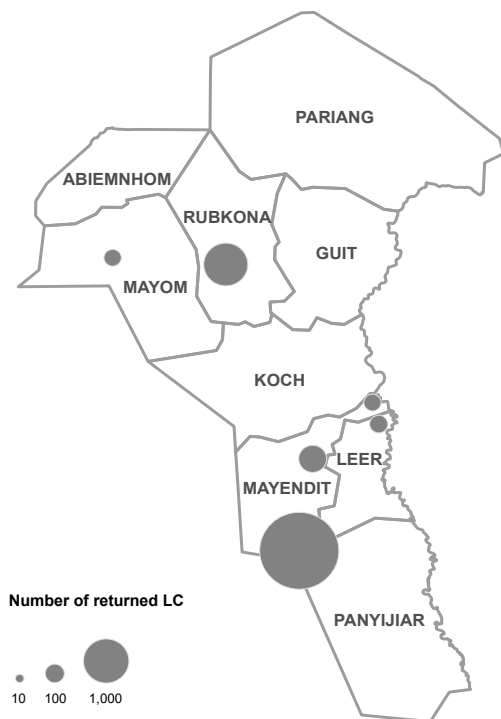 PARIANG
ABIEMNHOM
RUBKONA
GUIT
MAYOM
KOCH
LEER
MAYENDIT
Number of returned LC
PANYIJIAR
10 100 1,000